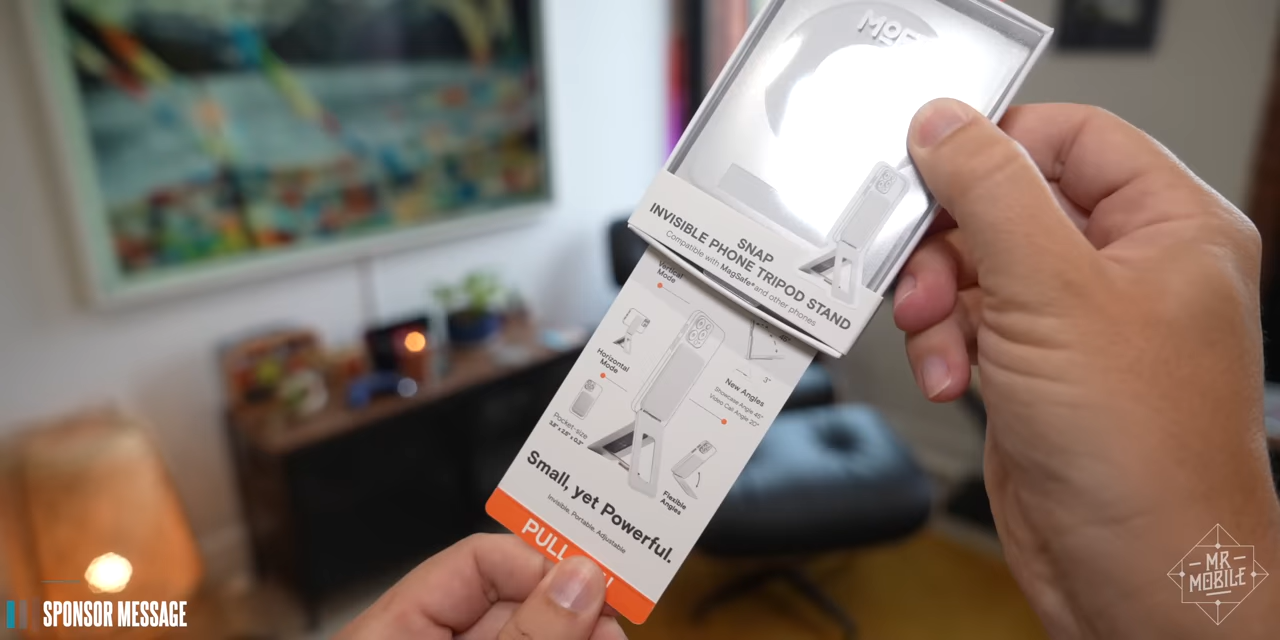 SNAP
INVISIBLE PHONE TRIPOD STAND
Compatible with MagSafe® and other phones
Vertical
Mode
Horizontal
Mode
Pocket-size
3"
New Angles
Showcase Angle 45°
Video Call Angle 20°
Flexible
Angles
Small, yet Powerful.
Invisible, Portable, Adjustable
PULL
SPONSOR MESSAGE
MR
MOBILE